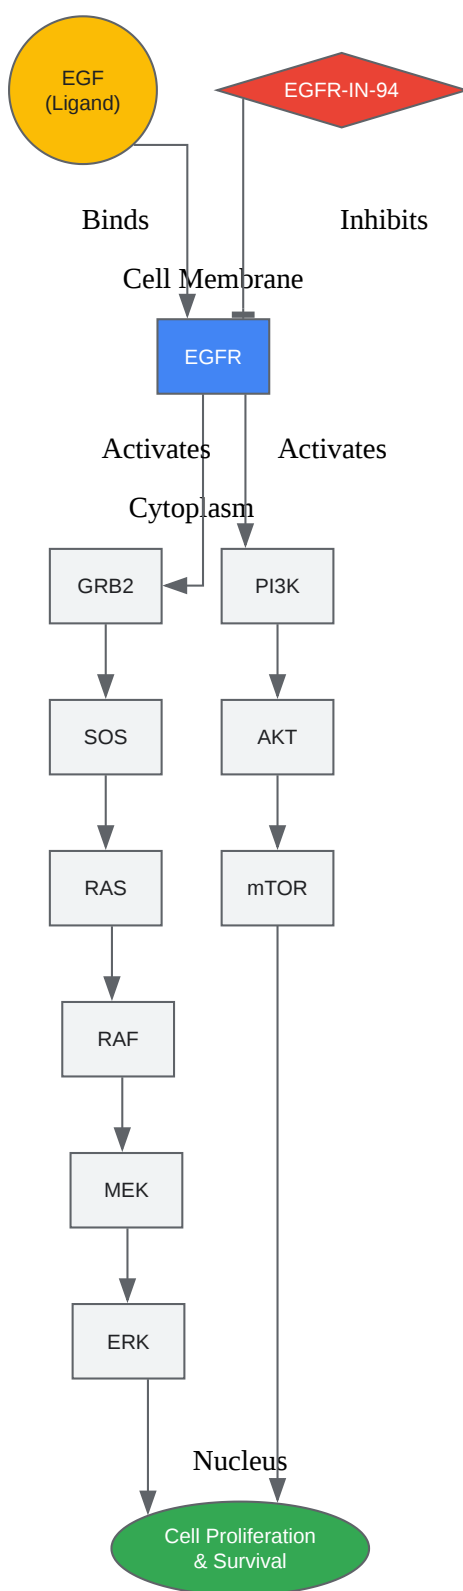 EGF
(Ligand)
EGFR-IN-94
Binds
Inhibits
Cell Membrane
EGFR
Activates
Activates
Cytoplasm
GRB2
PI3K
SOS
AKT
RAS
mTOR
RAF
MEK
ERK
Nucleus
Cell Proliferation
& Survival